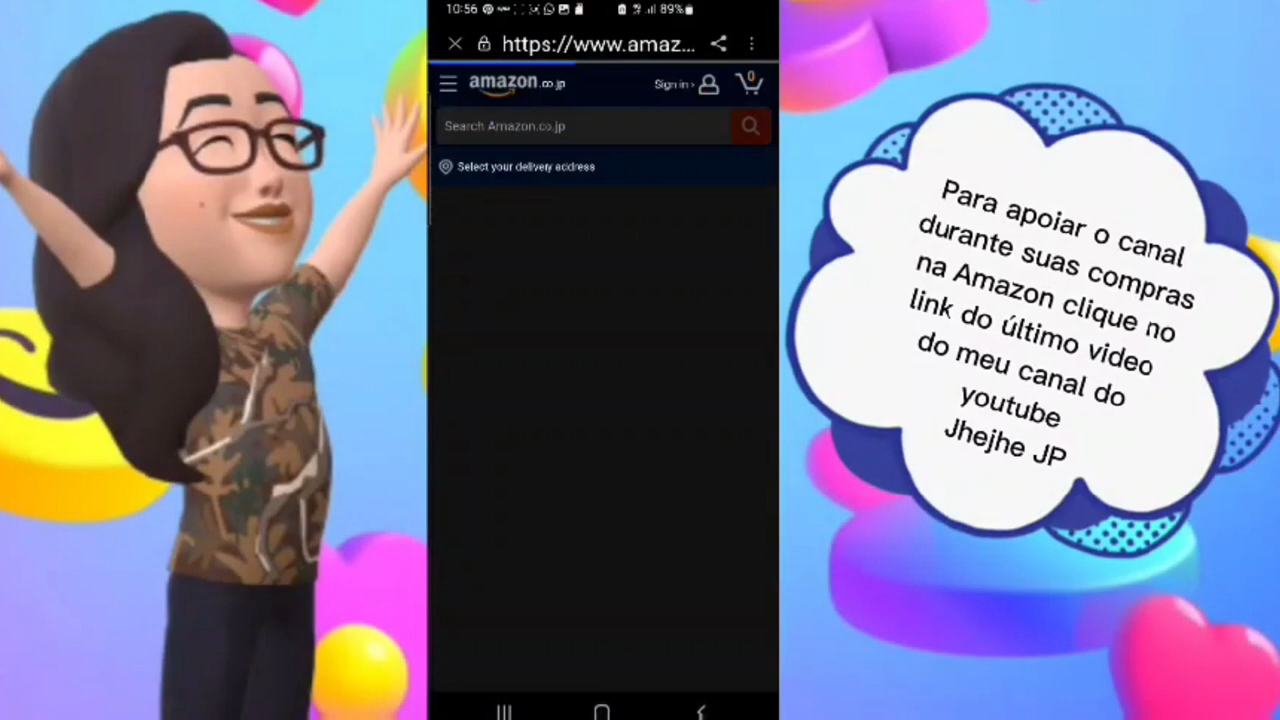 10:56
89%
https://www.amaz...
amazon.co.jp
Sign in ›
0
Search Amazon.co.jp
Select your delivery address
Para apoiar o canal
durante suas compras
na Amazon clique no
link do último video
do meu canal do
youtube
Jhejhe JP